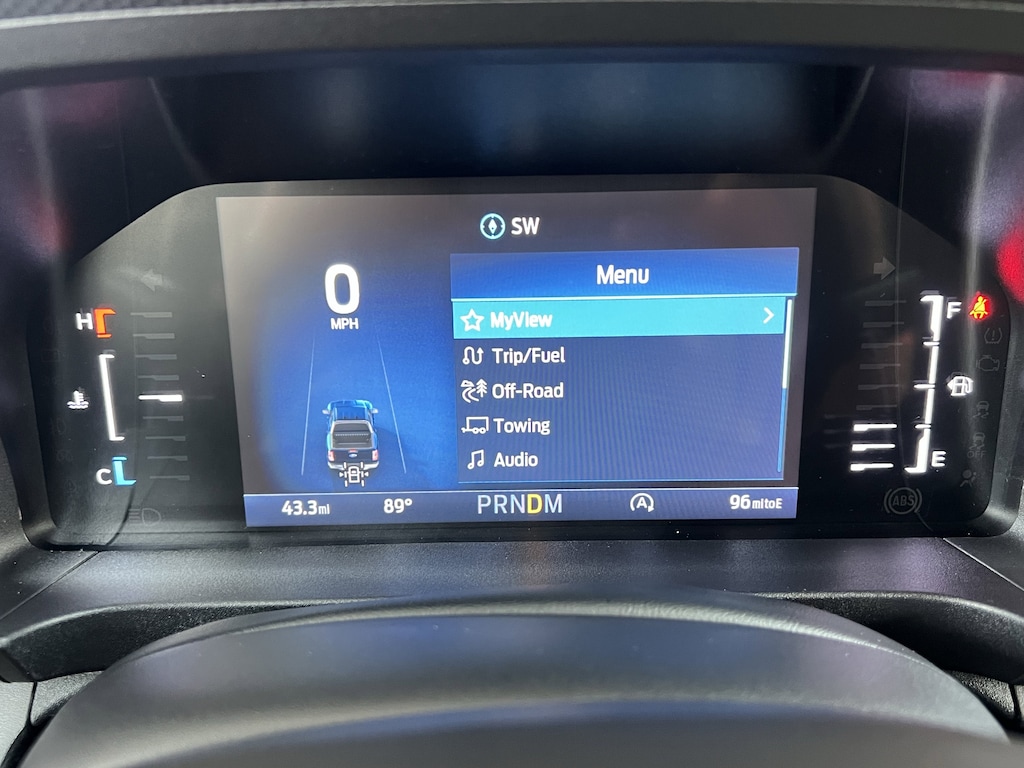 SW
0
MPH
Menu
MyView
Trip/Fuel
Off-Road
Towing
Audio
H
C
F
E
ABS
43.3mi
89°
PRNDM
A
96mitoE